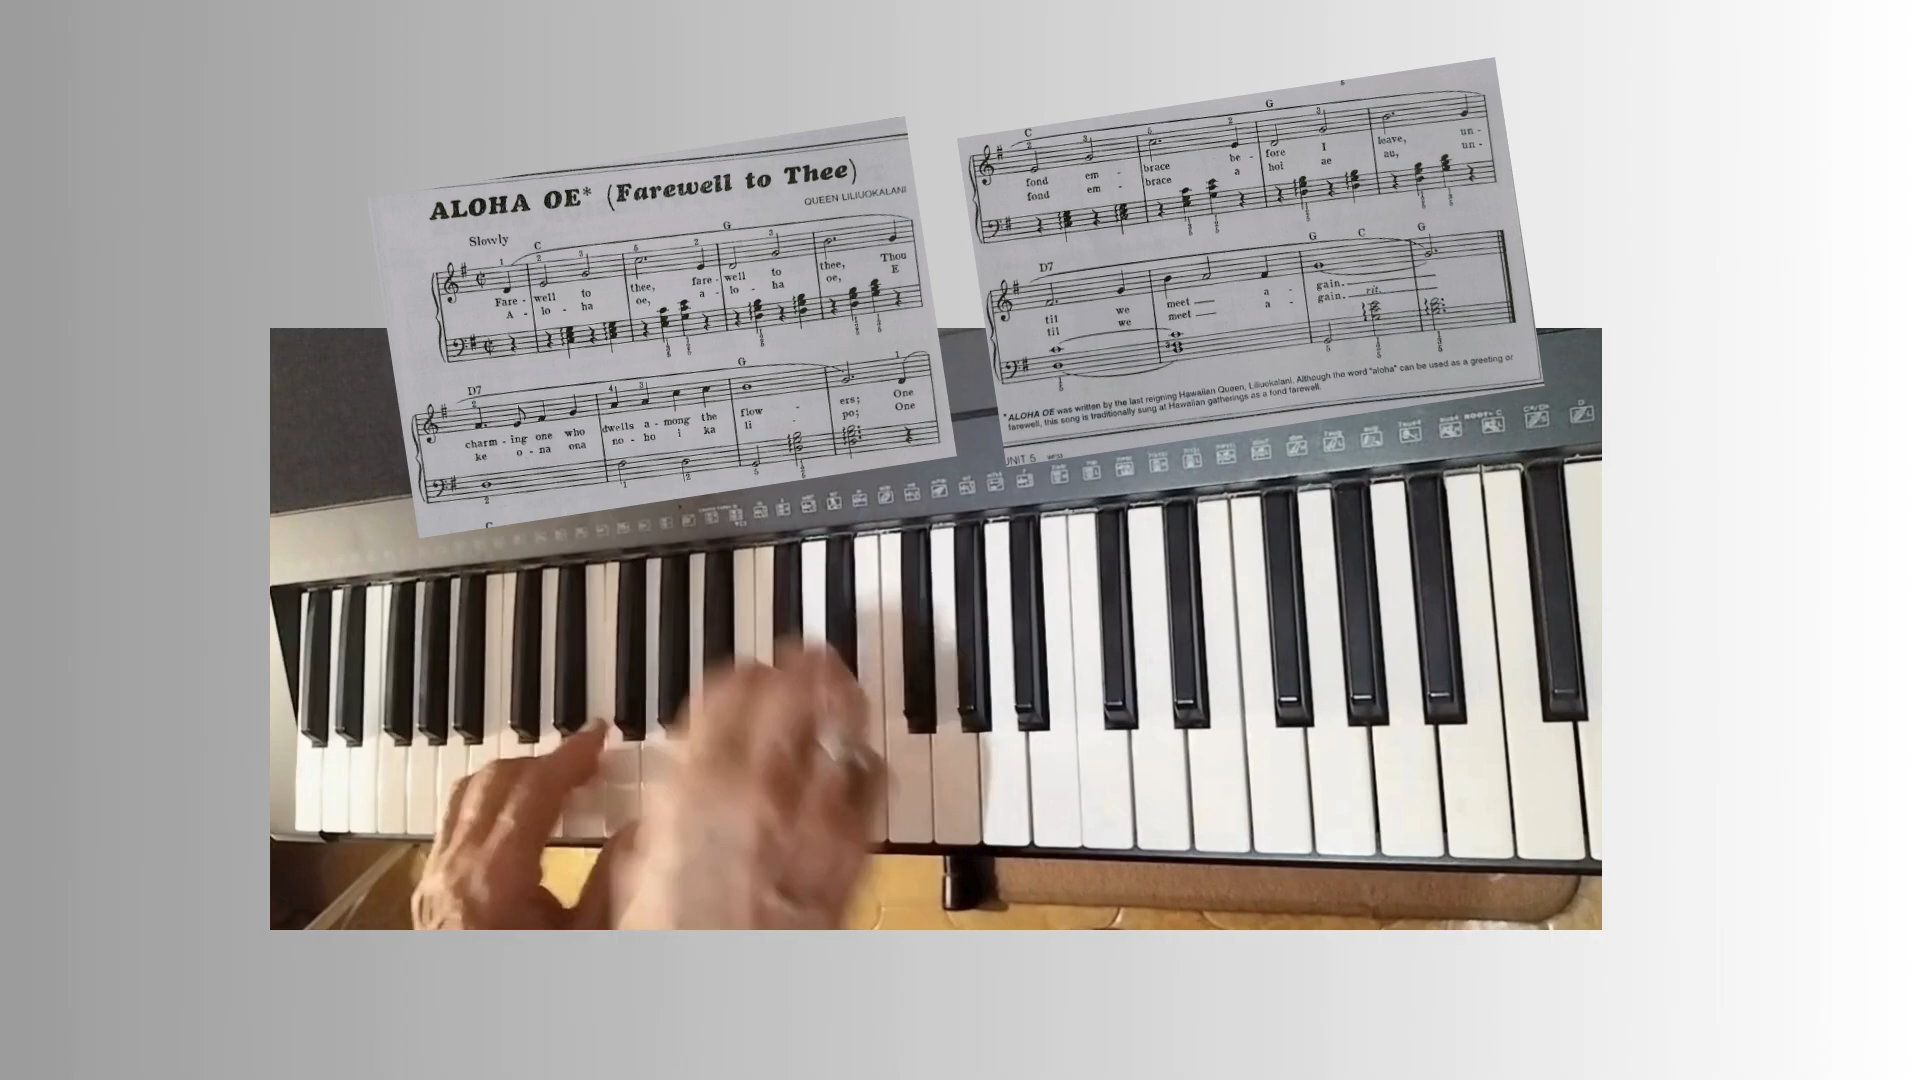 ALOHA OE* (Farewell to Thee)
QUEEN LILIUOKALANI
Slowly
C G
Fare - well to thee, fare - well to thee, Thou
A - lo - ha oe, a - lo - ha oe, E
D7 G
charm - ing one who dwells a - mong the flow - ers; One
ke o - na ona no - ho i ka li - po; One
C
C G
fond em - brace be - fore I leave, un -
fond em - brace a hoi ae au, un -
D7 G C G
til we meet a - gain.
til we meet a - gain. rit.
*ALOHA OE was written by the last reigning Hawaiian Queen, Liliuokalani. Although the word "aloha" can be used as a greeting or
farewell, this song is traditionally sung at Hawaiian gatherings as a fond farewell.
UNIT 5